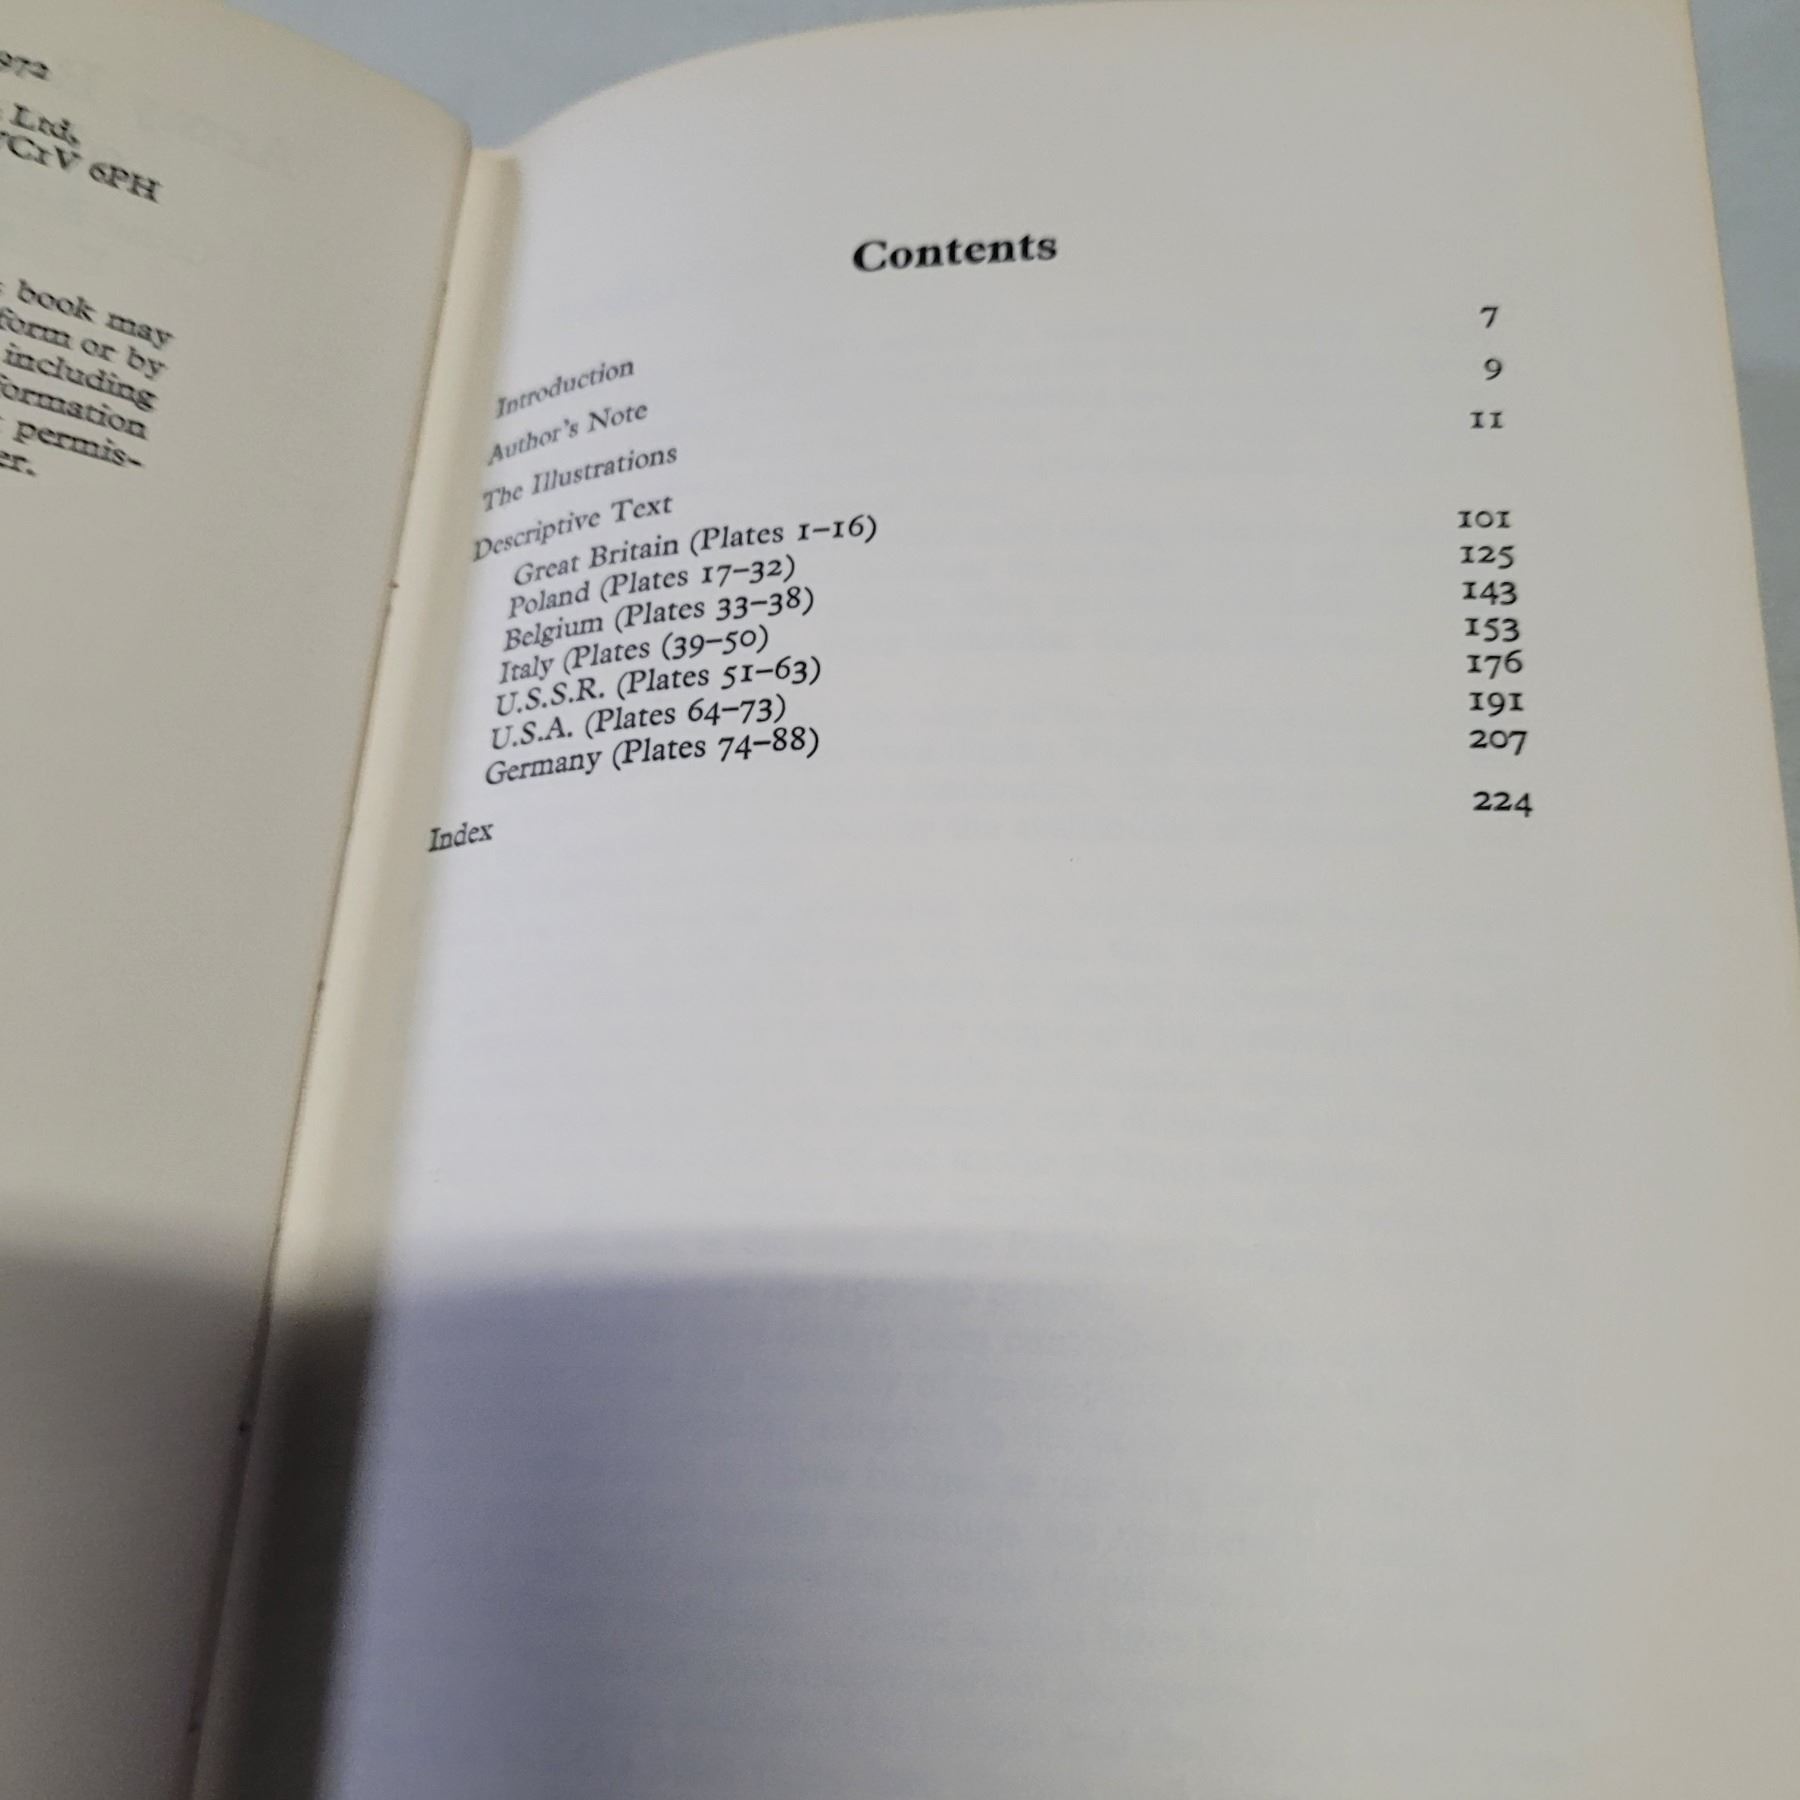 972
Ltd,
WC1V 6PH
book may
form or by
including
formation
permis-
er.
Contents
Introduction 7
Author's Note 9
The Illustrations 11
Descriptive Text
Great Britain (Plates 1–16) 101
Poland (Plates 17–32) 125
Belgium (Plates 33–38) 143
Italy (Plates (39–50) 153
U.S.S.R. (Plates 51–63) 176
U.S.A. (Plates 64–73) 191
Germany (Plates 74–88) 207
Index 224